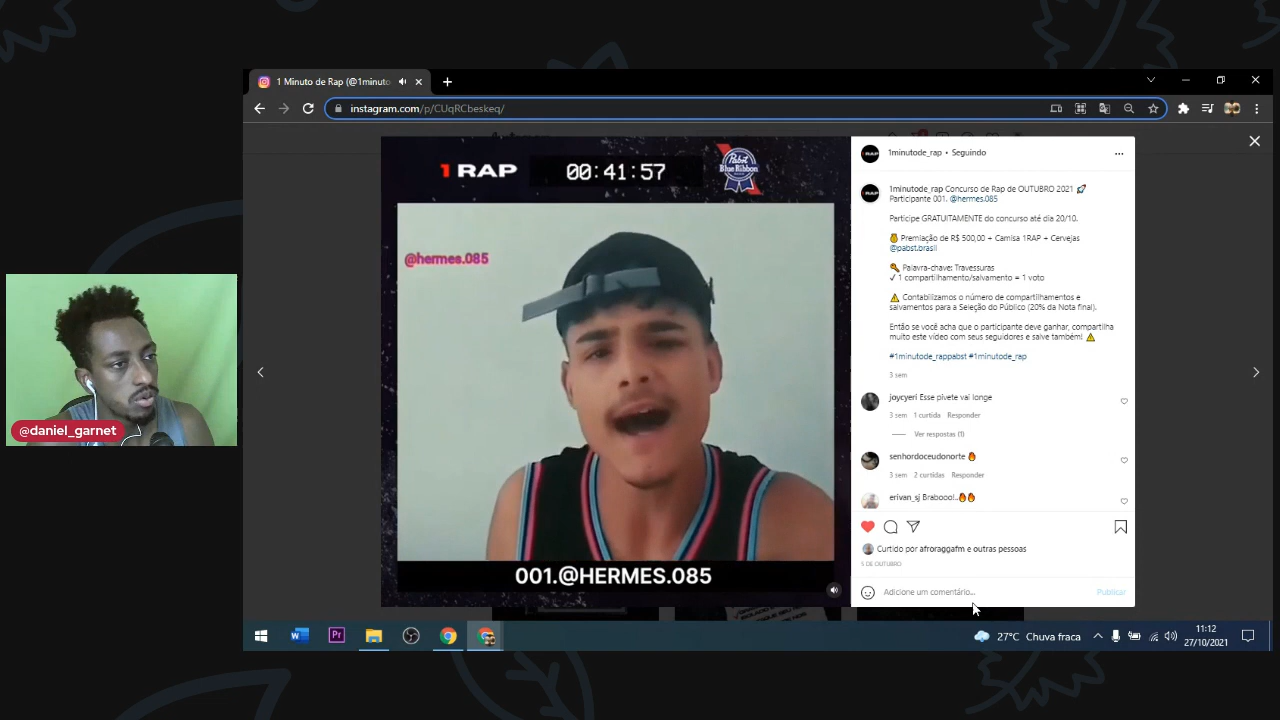 1 Minuto de Rap (@1minuto
instagram.com/p/CUqRCbeskeq/
1 RAP
00:41:57
Pabst
Blue Ribbon
@hermes.085
001.@HERMES.085
@daniel_garnet
1minutode_rap • Seguindo
1minutode_rap Concurso de Rap de OUTUBRO 2021 🚀
Participante 001. @hermes.085
Participe GRATUITAMENTE do concurso até dia 20/10.
🥇 Premiação de R$ 500,00 + Camisa 1RAP + Cervejas
@pabst.brasil
🔑 Palavra-chave: Travessuras
✓ 1 compartilhamento/salvamento = 1 voto
⚠️ Contabilizamos o número de compartilhamentos e
salvamentos para a Seleção do Público (20% da Nota final).
Então se você acha que o participante deve ganhar, compartilha
muito este vídeo com seus seguidores e salve também! ⚠️
#1minutode_rappabst #1minutode_rap
3 sem
joycyeri Esse pivete vai longe
3 sem 1 curtida Responder
Ver respostas (1)
senhordoceudonorte 🔥
3 sem 2 curtidas Responder
erivan_sj Braboool..🔥🔥
Curtido por afroraggafm e outras pessoas
5 DE OUTUBRO
Adicione um comentário...
Publicar
27°C Chuva fraca
11:12
27/10/2021